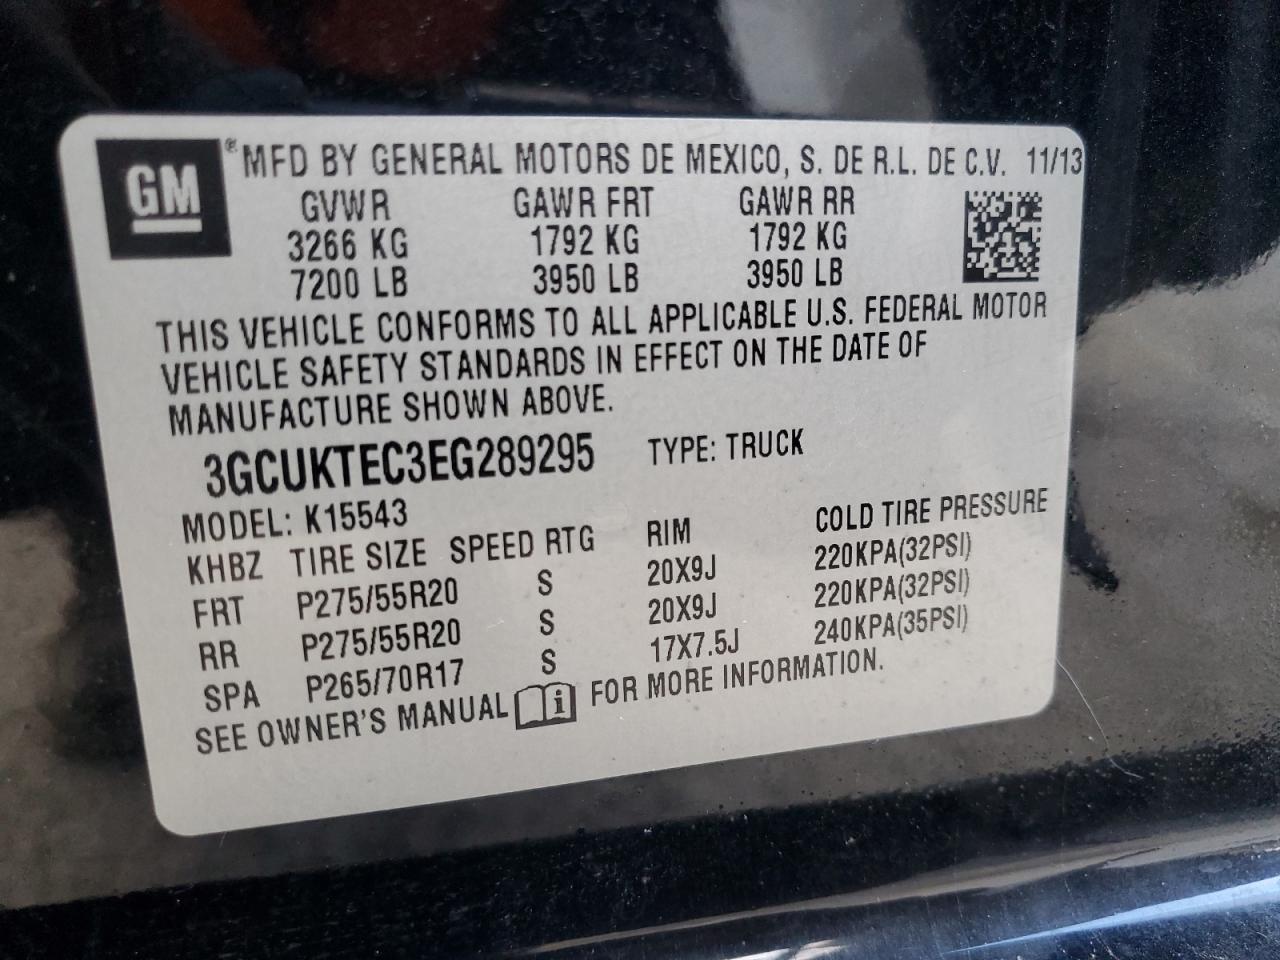 GM ® MFD BY GENERAL MOTORS DE MEXICO, S. DE R.L. DE C.V. 11/13
GVWR GAWR FRT GAWR RR
3266 KG 1792 KG 1792 KG
7200 LB 3950 LB 3950 LB
THIS VEHICLE CONFORMS TO ALL APPLICABLE U.S. FEDERAL MOTOR
VEHICLE SAFETY STANDARDS IN EFFECT ON THE DATE OF
MANUFACTURE SHOWN ABOVE.
3GCUKTEC3EG289295 TYPE: TRUCK
MODEL: K15543
KHBZ TIRE SIZE SPEED RTG RIM COLD TIRE PRESSURE
FRT P275/55R20 S 20X9J 220KPA(32PSI)
RR P275/55R20 S 20X9J 220KPA(32PSI)
SPA P265/70R17 S 17X7.5J 240KPA(35PSI)
SEE OWNER'S MANUAL i FOR MORE INFORMATION.